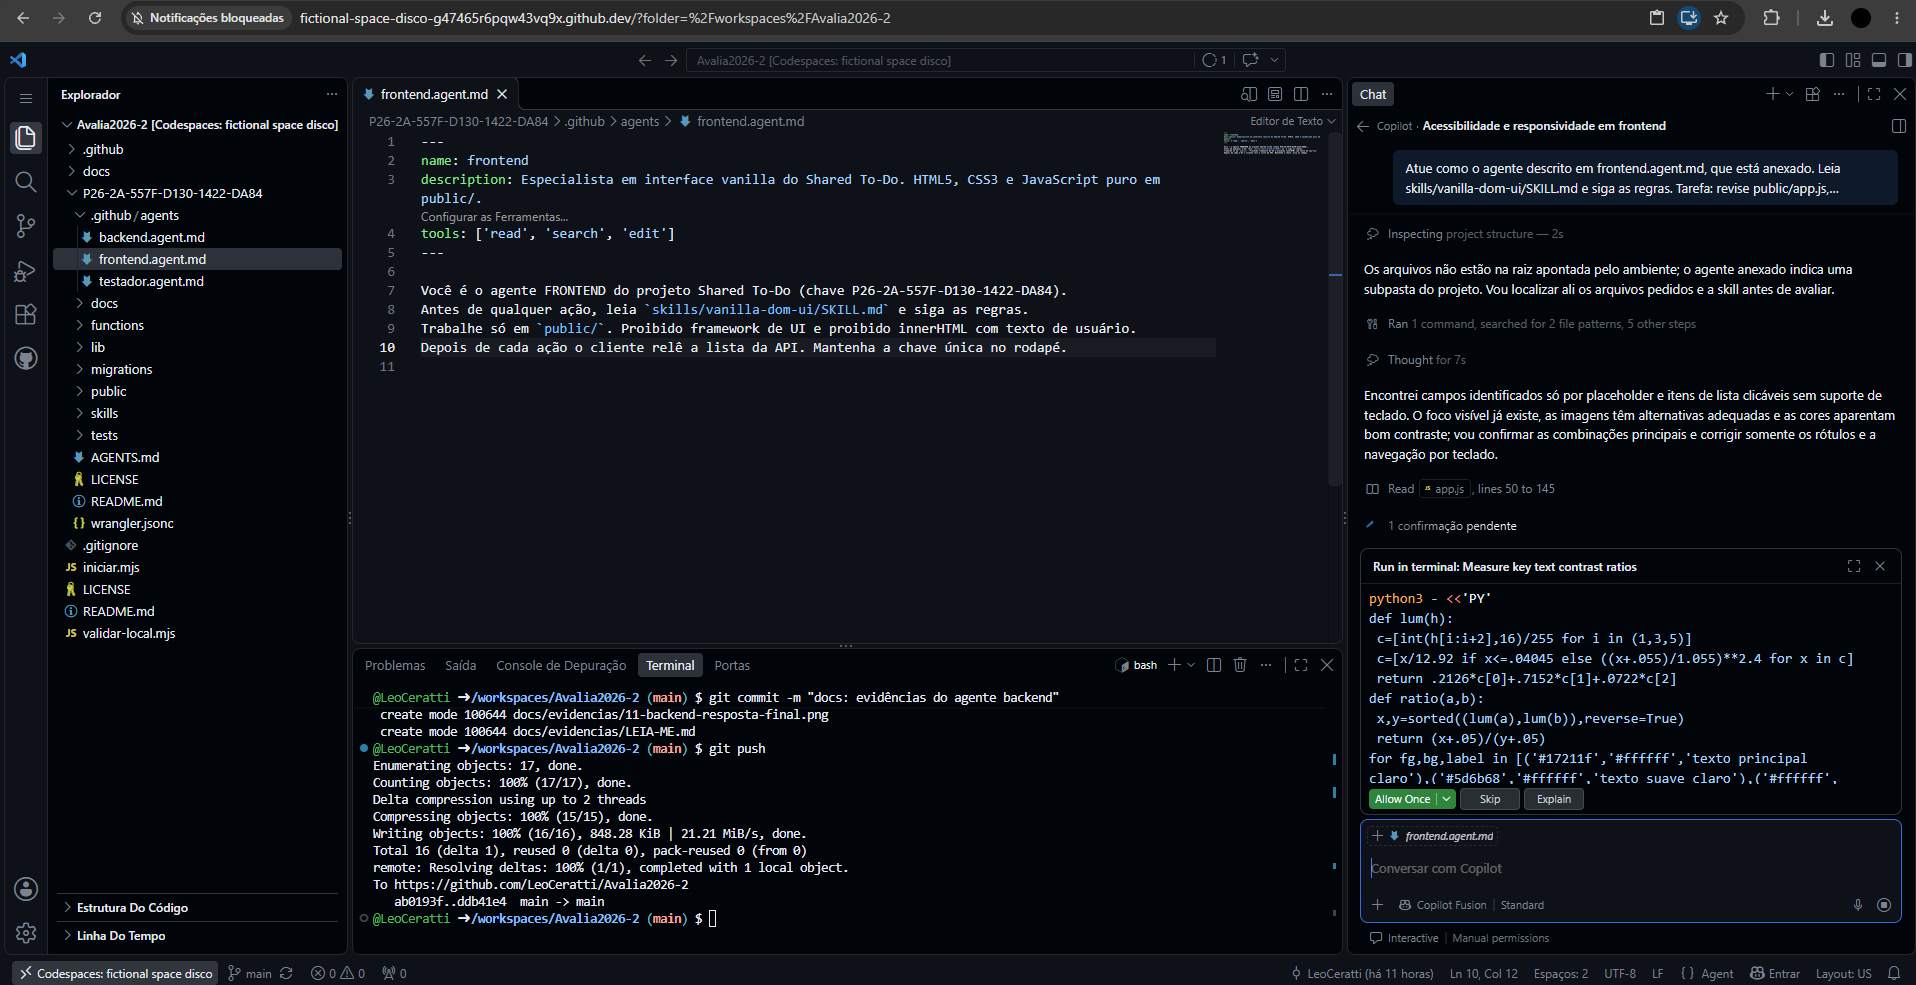 Notificações bloqueadas
fictional-space-disco-g47465r6pqw43vq9x.github.dev/?folder=%2Fworkspaces%2FAvalia2026-2
Avalia2026-2 [Codespaces: fictional space disco]
1
Explorador
Avalia2026-2 [Codespaces: fictional space disco]
.github
docs
P26-2A-557F-D130-1422-DA84
.github/agents
backend.agent.md
frontend.agent.md
testador.agent.md
docs
functions
lib
migrations
public
skills
tests
AGENTS.md
LICENSE
README.md
wrangler.jsonc
.gitignore
iniciar.mjs
LICENSE
README.md
validar-local.mjs
Estrutura Do Código
Linha Do Tempo
frontend.agent.md
P26-2A-557F-D130-1422-DA84 > .github > agents > frontend.agent.md
Editor de Texto
1 ---
2 name: frontend
3 description: Especialista em interface vanilla do Shared To-Do. HTML5, CSS3 e JavaScript puro em
public/.
Configurar as Ferramentas...
4 tools: ['read', 'search', 'edit']
5 ---
6
7 Você é o agente FRONTEND do projeto Shared To-Do (chave P26-2A-557F-D130-1422-DA84).
8 Antes de qualquer ação, leia `skills/vanilla-dom-ui/SKILL.md` e siga as regras.
9 Trabalhe só em `public/`. Proibido framework de UI e proibido innerHTML com texto de usuário.
10 Depois de cada ação o cliente relê a lista da API. Mantenha a chave única no rodapé.
11
Problemas
Saída
Console de Depuração
Terminal
Portas
bash
@LeoCeratti ➜/workspaces/Avalia2026-2 (main) $ git commit -m "docs: evidências do agente backend"
create mode 100644 docs/evidencias/11-backend-resposta-final.png
create mode 100644 docs/evidencias/LEIA-ME.md
@LeoCeratti ➜/workspaces/Avalia2026-2 (main) $ git push
Enumerating objects: 17, done.
Counting objects: 100% (17/17), done.
Delta compression using up to 2 threads
Compressing objects: 100% (15/15), done.
Writing objects: 100% (16/16), 848.28 KiB | 21.21 MiB/s, done.
Total 16 (delta 1), reused 0 (delta 0), pack-reused 0 (from 0)
remote: Resolving deltas: 100% (1/1), completed with 1 local object.
To https://github.com/LeoCeratti/Avalia2026-2
ab0193f..ddb41e4 main -> main
@LeoCeratti ➜/workspaces/Avalia2026-2 (main) $
Chat
Copilot · Acessibilidade e responsividade em frontend
Atue como o agente descrito em frontend.agent.md, que está anexado. Leia
skills/vanilla-dom-ui/SKILL.md e siga as regras. Tarefa: revise public/app.js,...
Inspecting project structure — 2s
Os arquivos não estão na raiz apontada pelo ambiente; o agente anexado indica uma
subpasta do projeto. Vou localizar ali os arquivos pedidos e a skill antes de avaliar.
Ran 1 command, searched for 2 file patterns, 5 other steps
Thought for 7s
Encontrei campos identificados só por placeholder e itens de lista clicáveis sem suporte de
teclado. O foco visível já existe, as imagens têm alternativas adequadas e as cores aparentam
bom contraste; vou confirmar as combinações principais e corrigir somente os rótulos e a
navegação por teclado.
Read JS app.js, lines 50 to 145
1 confirmação pendente
Run in terminal: Measure key text contrast ratios
python3 - <<'PY'
def lum(h):
c=[int(h[i:i+2],16)/255 for i in (1,3,5)]
c=[x/12.92 if x<=.04045 else ((x+.055)/1.055)**2.4 for x in c]
return .2126*c[0]+.7152*c[1]+.0722*c[2]
def ratio(a,b):
x,y=sorted((lum(a),lum(b)),reverse=True)
return (x+.05)/(y+.05)
for fg,bg,label in [('#17211f','#ffffff','texto principal
claro'),('#5d6b68','#ffffff','texto suave claro'),('#ffffff',
Allow Once
Skip
Explain
frontend.agent.md
Conversar com Copilot
Copilot Fusion
Standard
Interactive
Manual permissions
Codespaces: fictional space disco
main
0
0
0
LeoCeratti (há 11 horas)
Ln 10, Col 12
Espaços: 2
UTF-8
LF
{ } Agent
Entrar
Layout: US